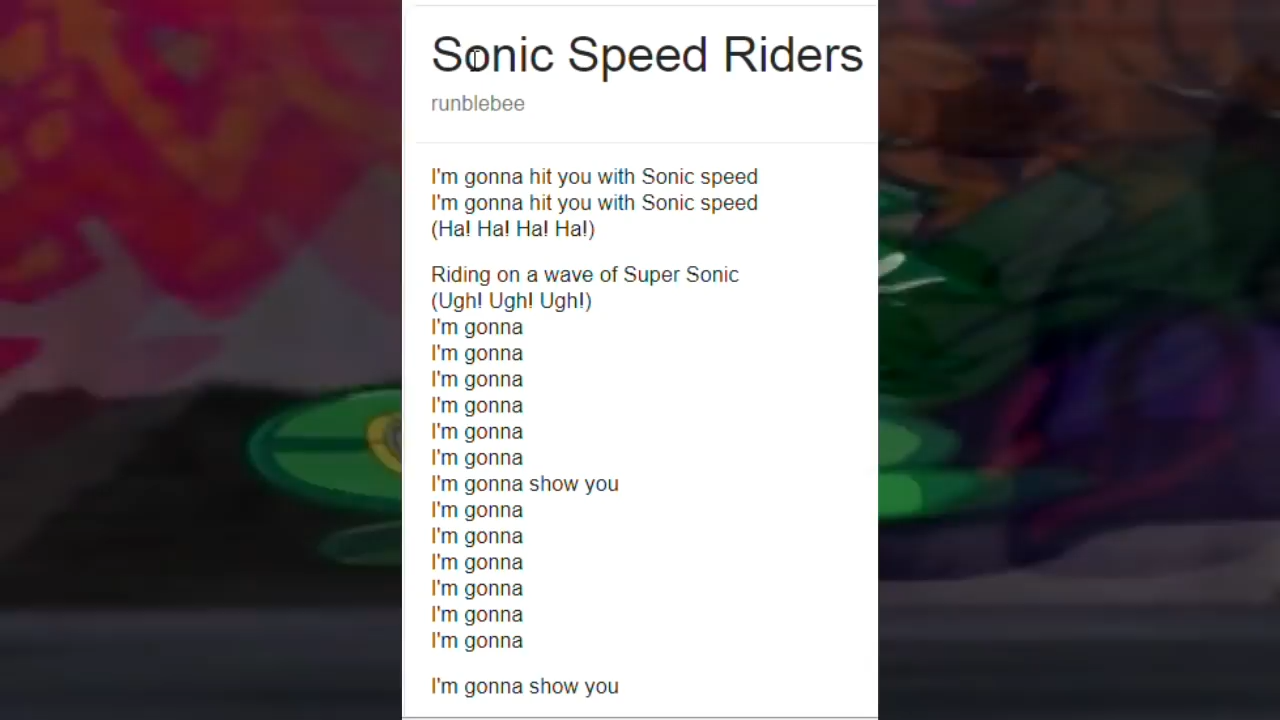 Sonic Speed Riders
runblebee
I'm gonna hit you with Sonic speed
I'm gonna hit you with Sonic speed
(Ha! Ha! Ha! Ha!)
Riding on a wave of Super Sonic
(Ugh! Ugh! Ugh!)
I'm gonna
I'm gonna
I'm gonna
I'm gonna
I'm gonna
I'm gonna
I'm gonna show you
I'm gonna
I'm gonna
I'm gonna
I'm gonna
I'm gonna
I'm gonna
I'm gonna show you